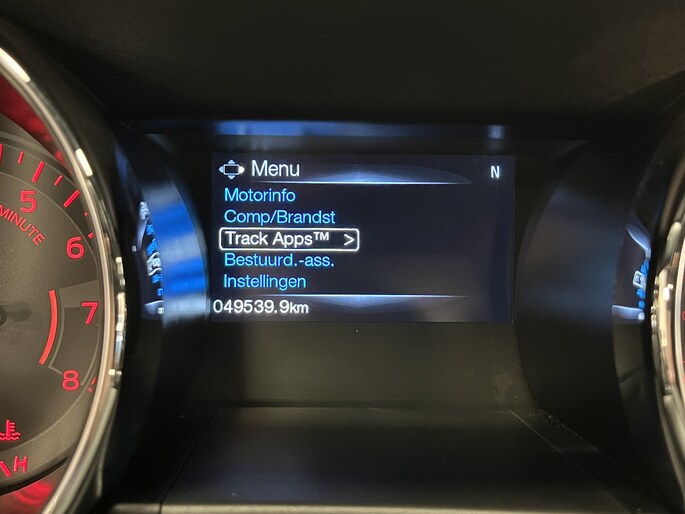 Menu
N
Motorinfo
Comp/Brandst
Track Apps™ >
Bestuurd.-ass.
Instellingen
049539.9km
5
MINUTE
6
7
8
H